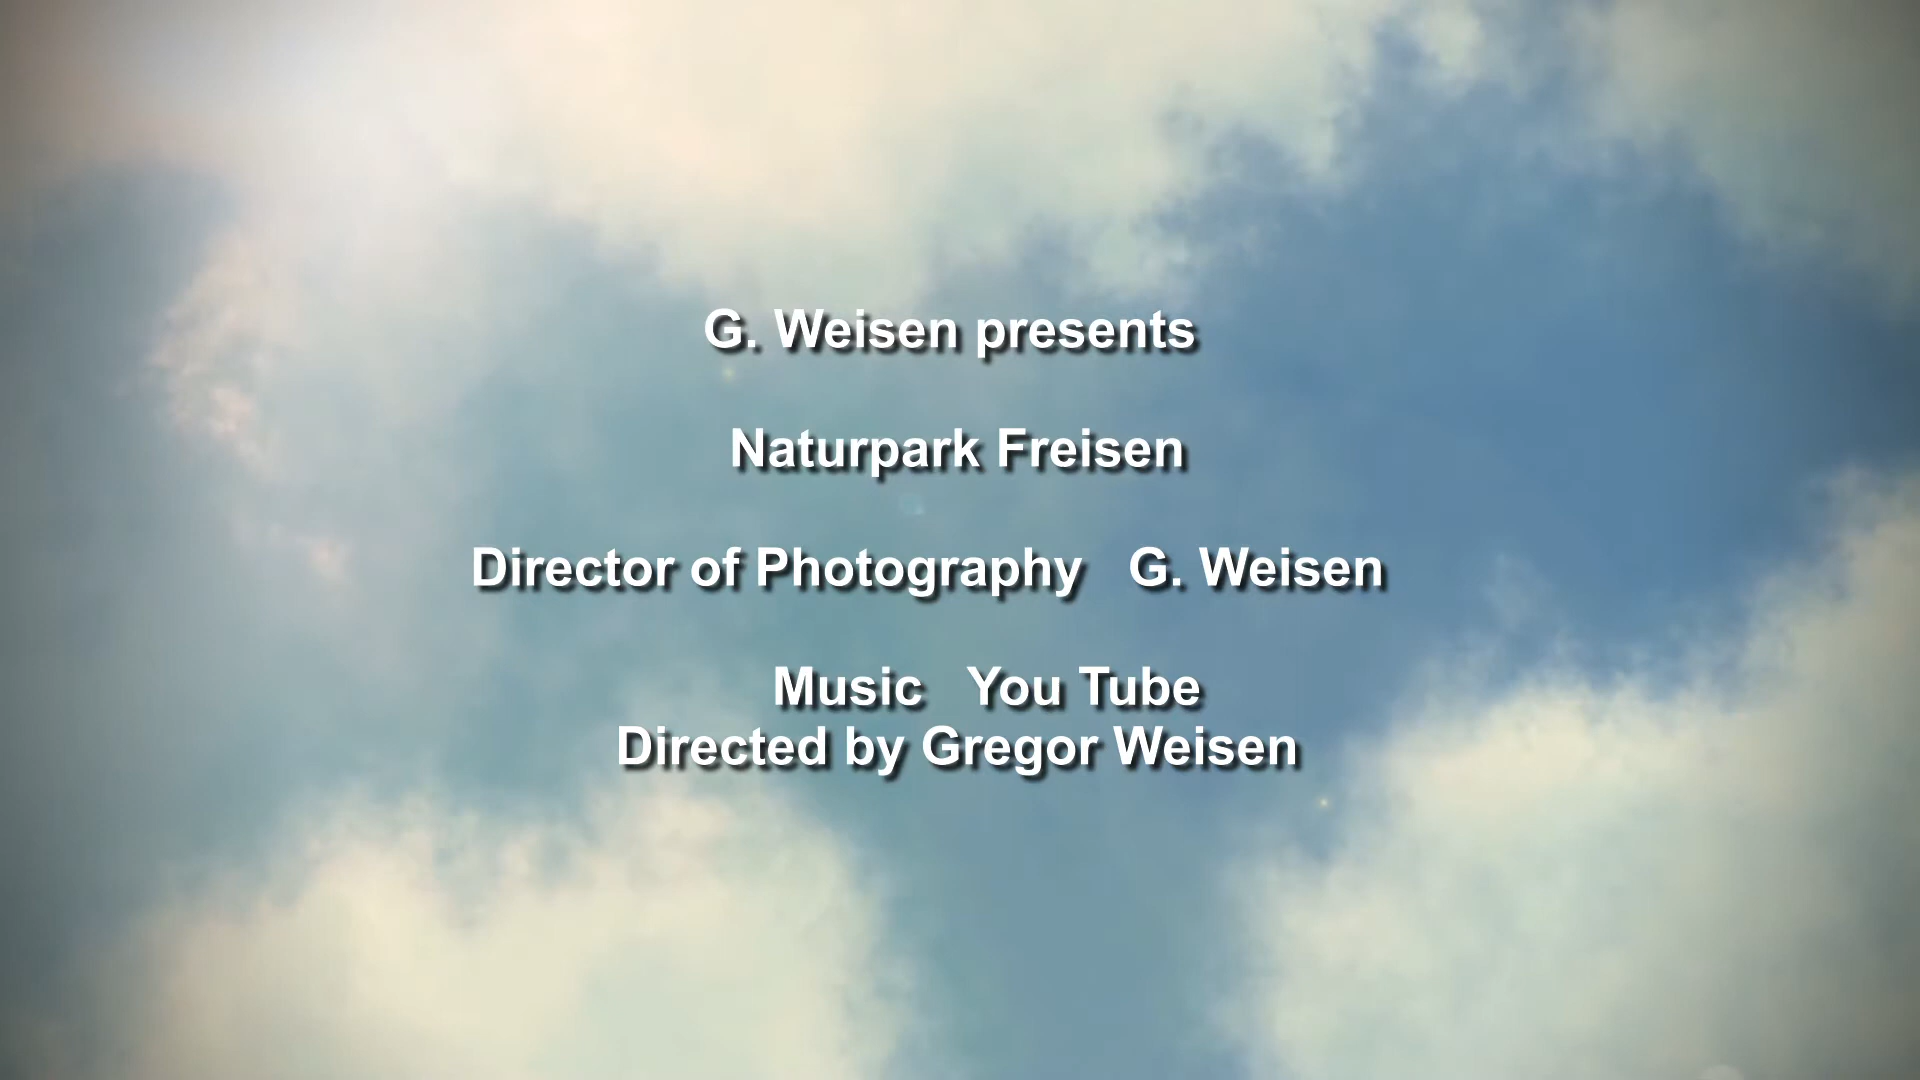 G. Weisen presents
Naturpark Freisen
Director of Photography   G. Weisen
Music   You Tube
Directed by Gregor Weisen